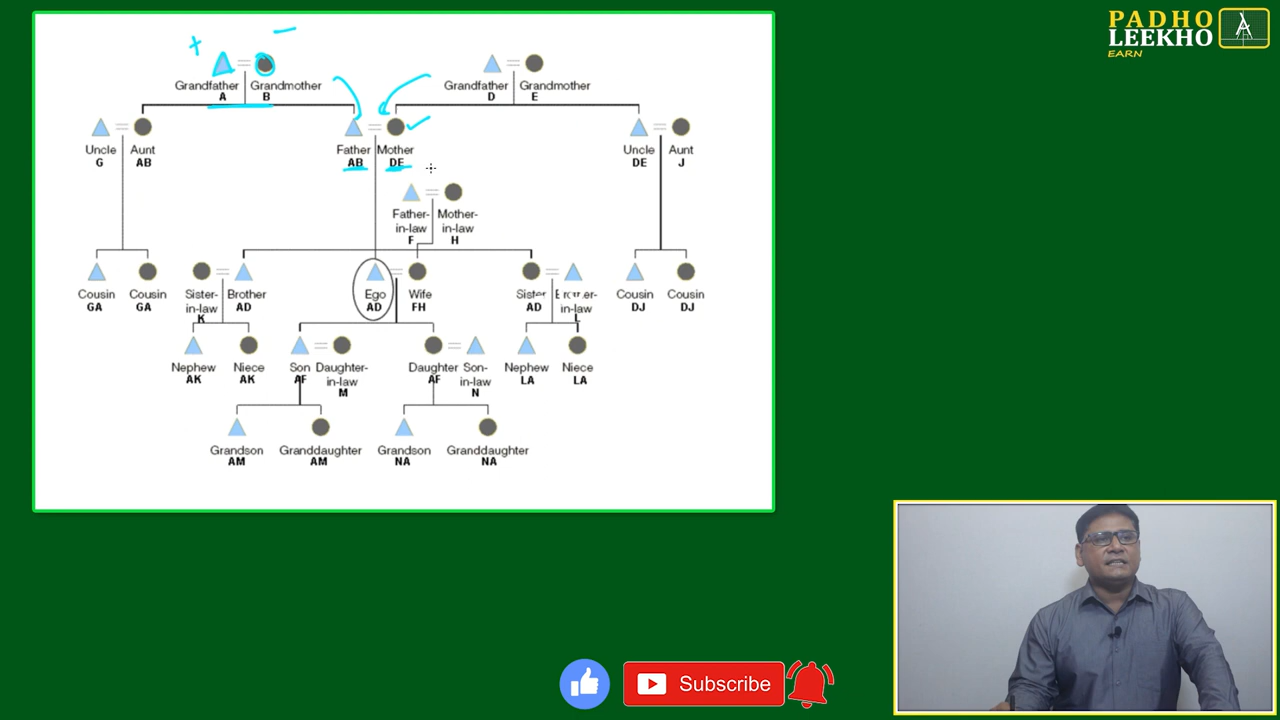 PADHO
LEEKHO
EARN
+ −
Grandfather Grandmother Grandfather Grandmother
A B D E
Uncle Aunt Father Mother Uncle Aunt
G AB AB DE DE J
Father-in-law Mother-in-law
F H
Cousin Cousin Sister-in-law Brother Ego Wife Sister in-law Cousin Cousin
GA GA K AD AD FH AD L DJ DJ
Nephew Niece Son Daughter-in-law Daughter Son-in-law Nephew Niece
AK AK AF M AF N LA LA
Grandson Granddaughter Grandson Granddaughter
AM AM NA NA
Subscribe